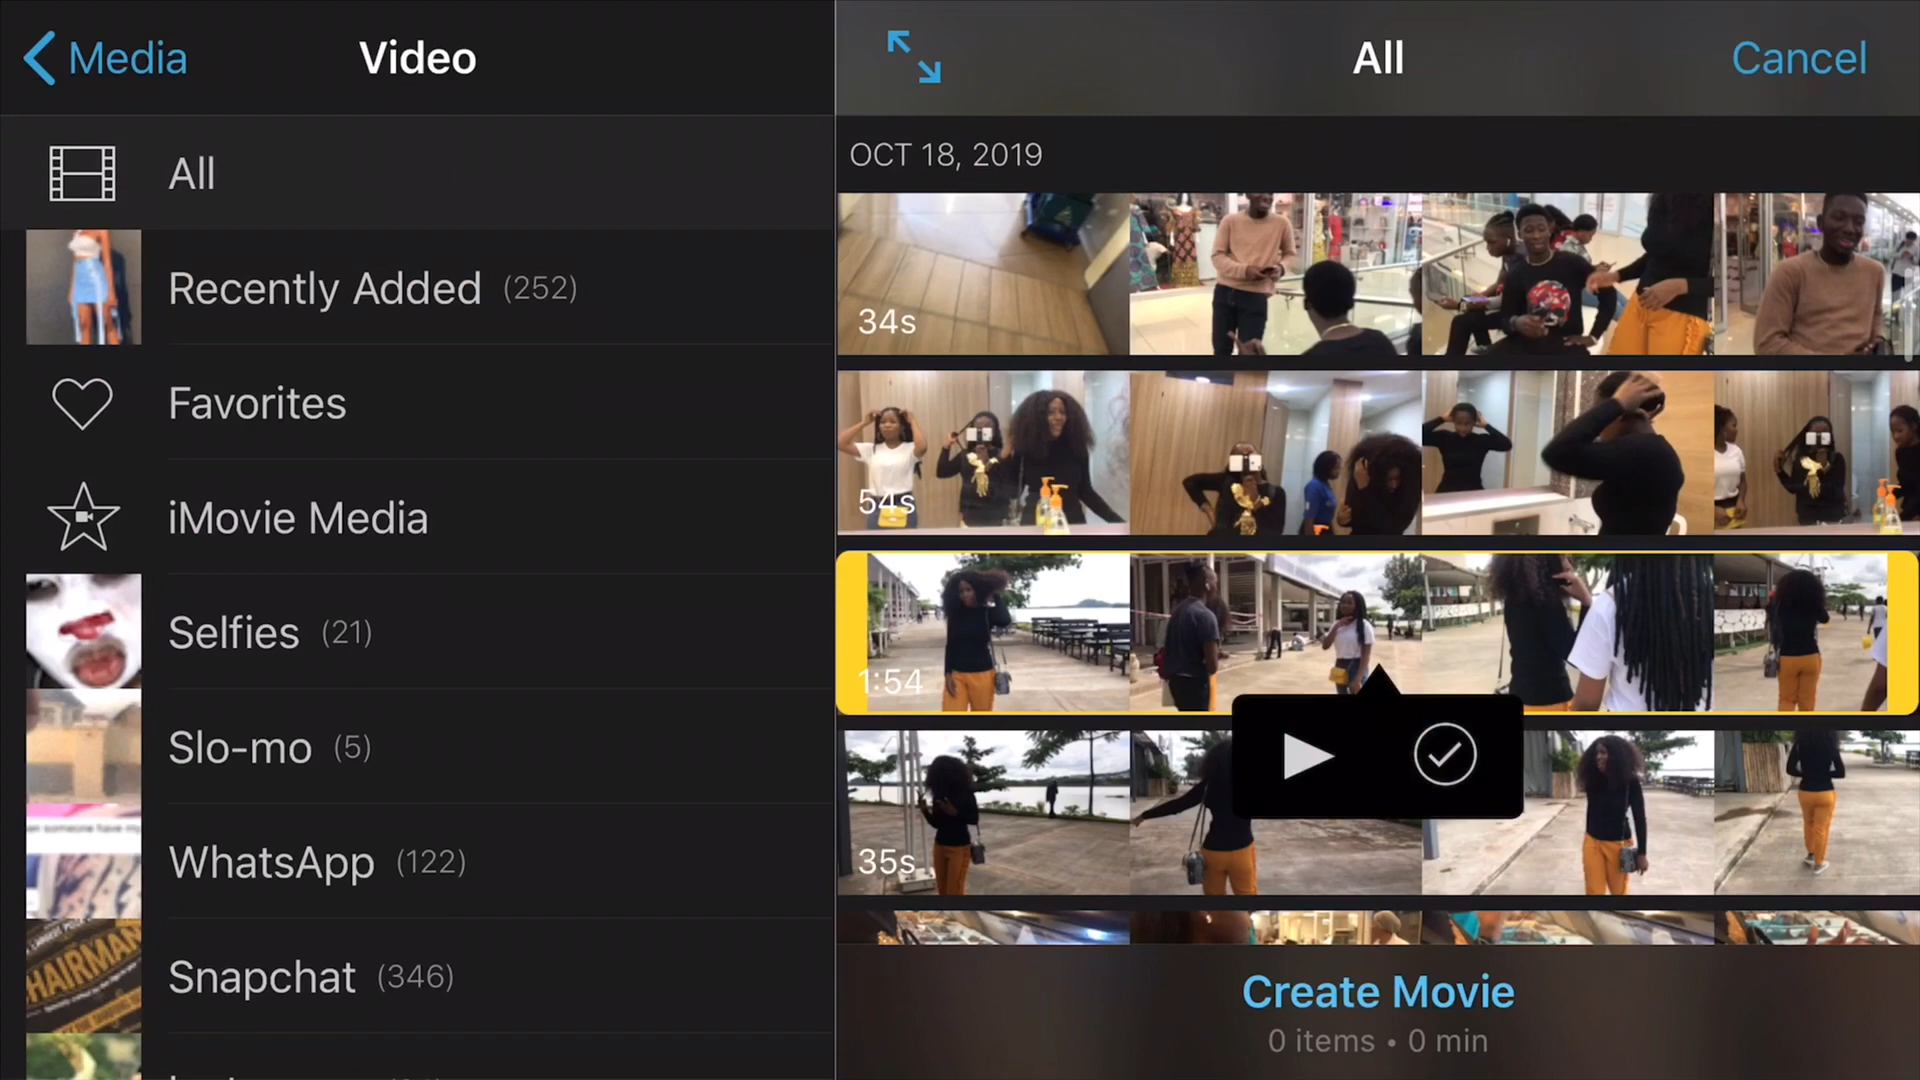 Media
Video
All
Recently Added (252)
Favorites
iMovie Media
Selfies (21)
Slo-mo (5)
WhatsApp (122)
Snapchat (346)
HAIRMAN
All
Cancel
OCT 18, 2019
34s
54s
1:54
35s
Create Movie
0 items • 0 min